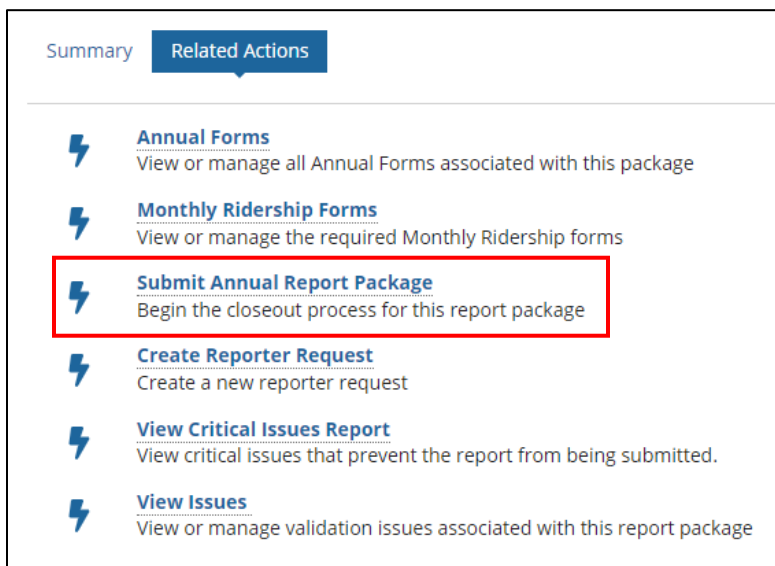 Summary Related Actions
Annual Forms
View or manage all Annual Forms associated with this package
Monthly Ridership Forms
View or manage the required Monthly Ridership forms
Submit Annual Report Package
Begin the closeout process for this report package
Create Reporter Request
Create a new reporter request
View Critical Issues Report
View critical issues that prevent the report from being submitted.
View Issues
View or manage validation issues associated with this report package